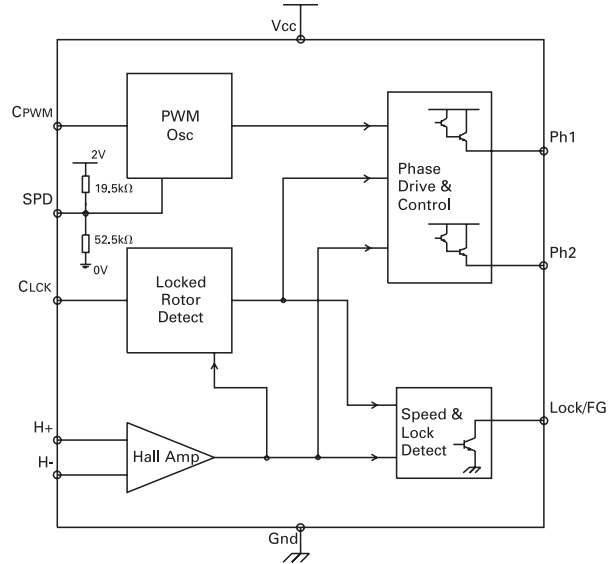 Vcc
CPWM
PWM
Osc
2V
19.5kΩ
SPD
52.5kΩ
0V
Phase
Drive &
Control
Ph1
Ph2
CLCK
Locked
Rotor
Detect
H+
H-
Hall Amp
Speed &
Lock
Detect
Lock/FG
Gnd